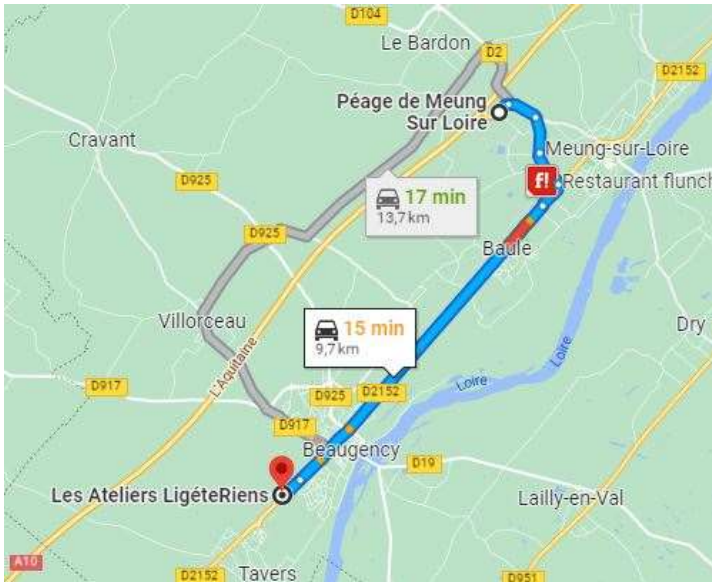 D104
Le Bardon
D2
D2152
Péage de Meung
Sur Loire
Cravant
Meung-sur-Loire
D925
f!
Restaurant flunch
17 min
13,7 km
D925
Baule
Villorceau
15 min
9,7 km
Dry
L'Aquitaine
Loire
Loire
D917
D925
D2152
D917
Beaugency
D19
Les Ateliers LigéteRiens
Lailly-en-Val
A10
D2152
Tavers
D951